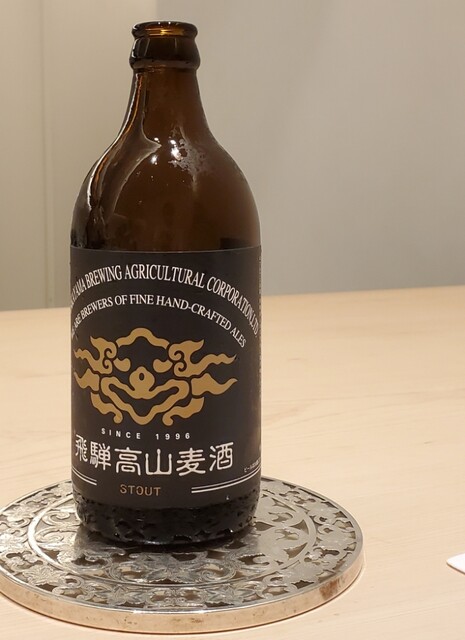 BREWING AGRICULTURAL CORPORATION LTD
ARE BREWERS OF FINE HAND-CRAFTED ALES
SINCE 1996
飛騨高山麦酒
STOUT